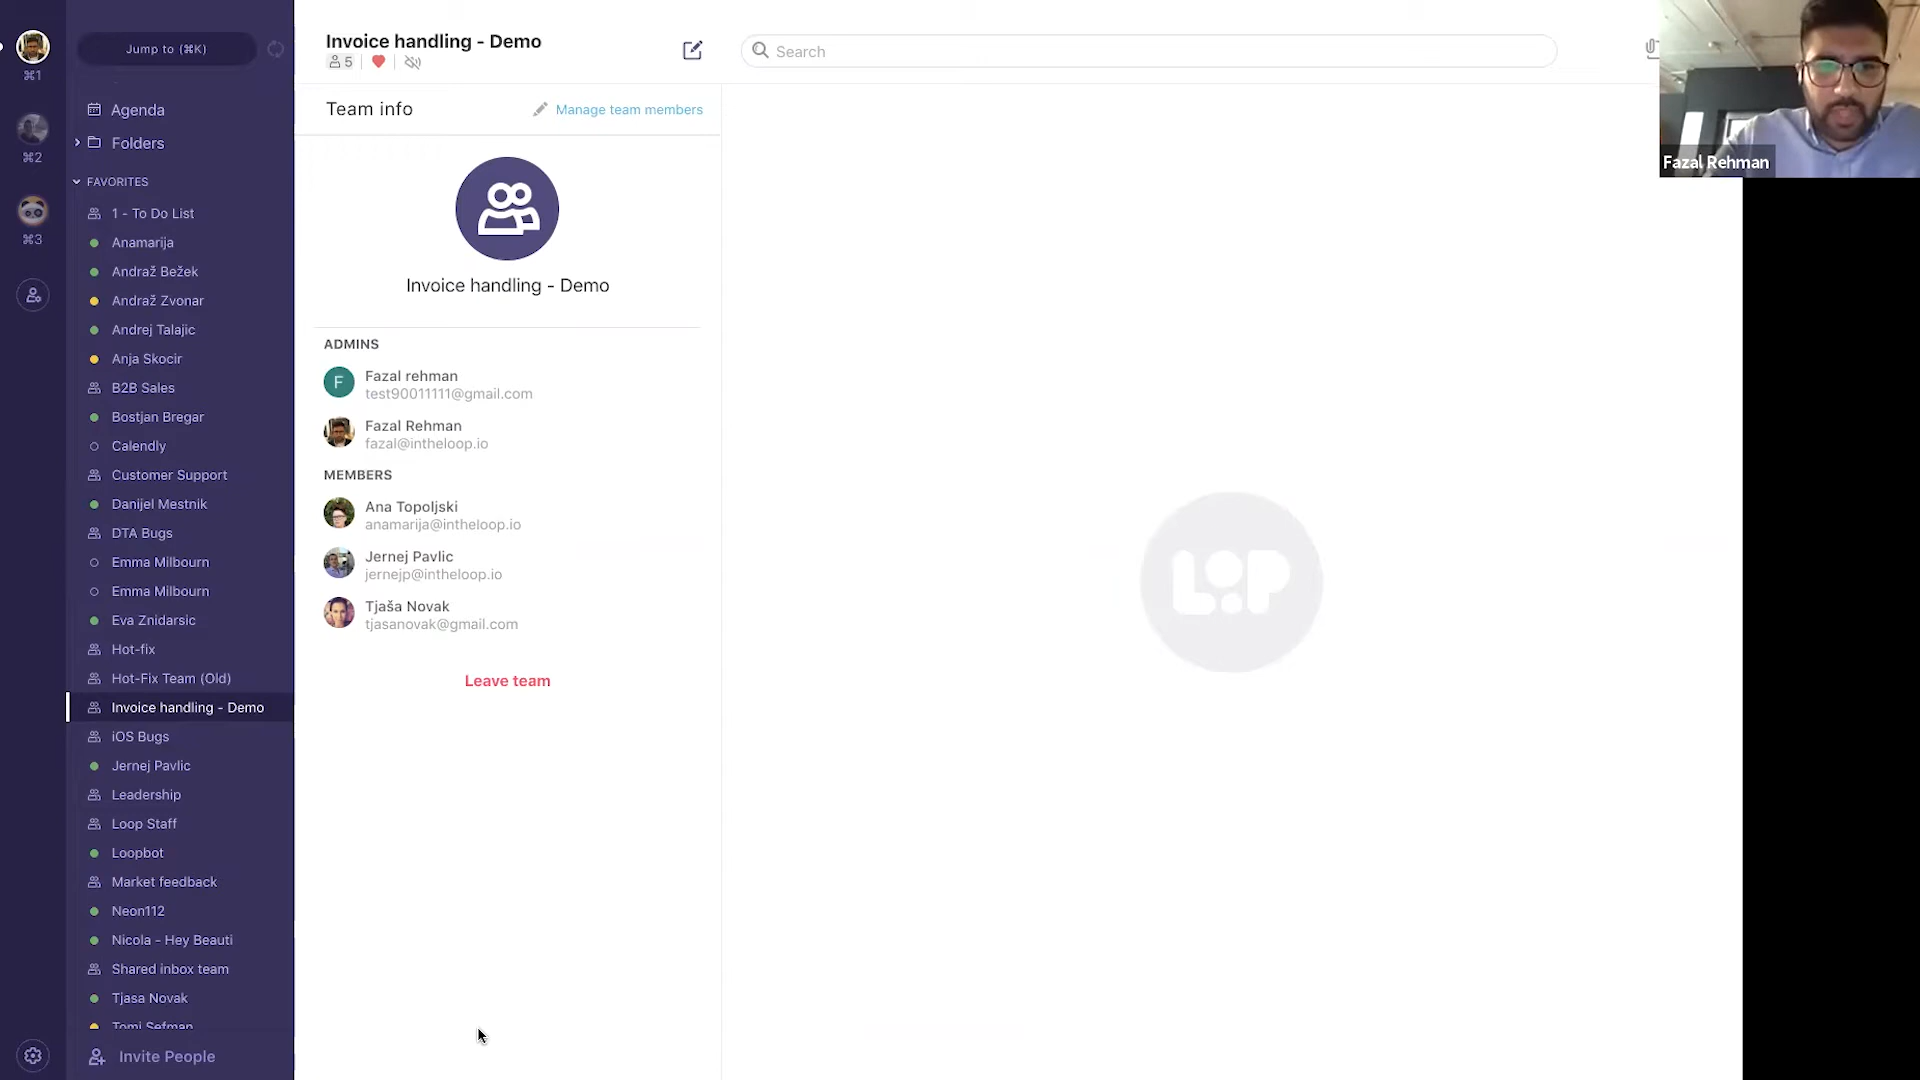 ⌘1
⌘2
⌘3
Jump to (⌘K)
Agenda
Folders
FAVORITES
1 - To Do List
Anamarija
Andraž Bežek
Andraž Zvonar
Andrej Talajic
Anja Skocir
B2B Sales
Bostjan Bregar
Calendly
Customer Support
Danijel Mestnik
DTA Bugs
Emma Milbourn
Emma Milbourn
Eva Znidarsic
Hot-fix
Hot-Fix Team (Old)
Invoice handling - Demo
iOS Bugs
Jernej Pavlic
Leadership
Loop Staff
Loopbot
Market feedback
Neon112
Nicola - Hey Beauti
Shared inbox team
Tjasa Novak
Tomi Sefman
Invite People
Invoice handling - Demo
5
Team info
Manage team members
Invoice handling - Demo
ADMINS
F
Fazal rehman
test90011111@gmail.com
Fazal Rehman
fazal@intheloop.io
MEMBERS
Ana Topoljski
anamarija@intheloop.io
Jernej Pavlic
jernejp@intheloop.io
Tjaša Novak
tjasanovak@gmail.com
Leave team
Search
LOOP
Fazal Rehman